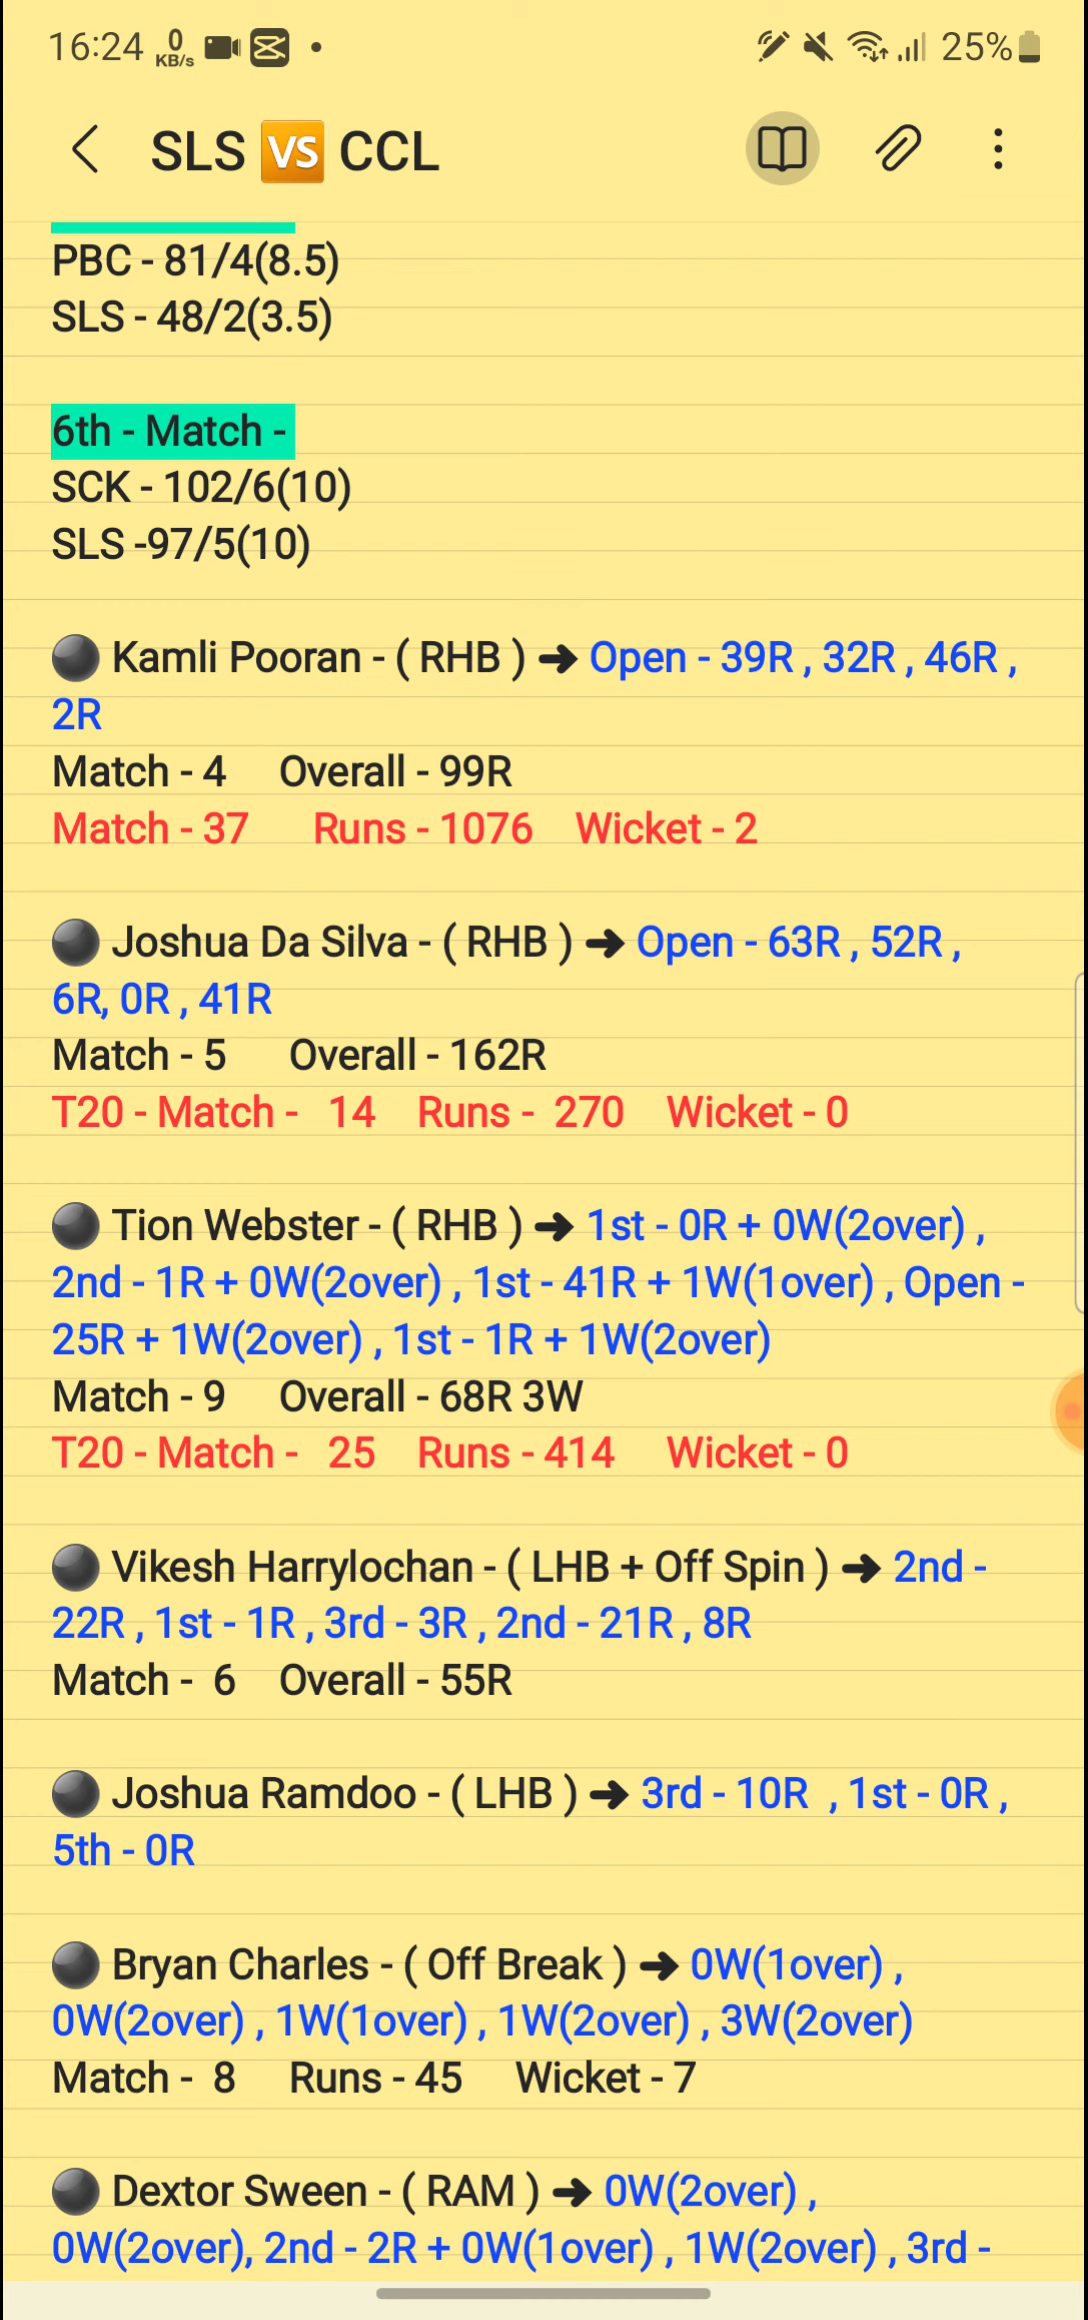 16:24 0 KB/s 25%
SLS VS CCL
PBC - 81/4(8.5)
SLS - 48/2(3.5)
6th - Match -
SCK - 102/6(10)
SLS -97/5(10)
Kamli Pooran - ( RHB ) ➔ Open - 39R , 32R , 46R ,
2R
Match - 4 Overall - 99R
Match - 37 Runs - 1076 Wicket - 2
Joshua Da Silva - ( RHB ) ➔ Open - 63R , 52R ,
6R, 0R , 41R
Match - 5 Overall - 162R
T20 - Match - 14 Runs - 270 Wicket - 0
Tion Webster - ( RHB ) ➔ 1st - 0R + 0W(2over) ,
2nd - 1R + 0W(2over) , 1st - 41R + 1W(1over) , Open -
25R + 1W(2over) , 1st - 1R + 1W(2over)
Match - 9 Overall - 68R 3W
T20 - Match - 25 Runs - 414 Wicket - 0
Vikesh Harrylochan - ( LHB + Off Spin ) ➔ 2nd -
22R , 1st - 1R , 3rd - 3R , 2nd - 21R , 8R
Match - 6 Overall - 55R
Joshua Ramdoo - ( LHB ) ➔ 3rd - 10R , 1st - 0R ,
5th - 0R
Bryan Charles - ( Off Break ) ➔ 0W(1over) ,
0W(2over) , 1W(1over) , 1W(2over) , 3W(2over)
Match - 8 Runs - 45 Wicket - 7
Dextor Sween - ( RAM ) ➔ 0W(2over) ,
0W(2over), 2nd - 2R + 0W(1over) , 1W(2over) , 3rd -